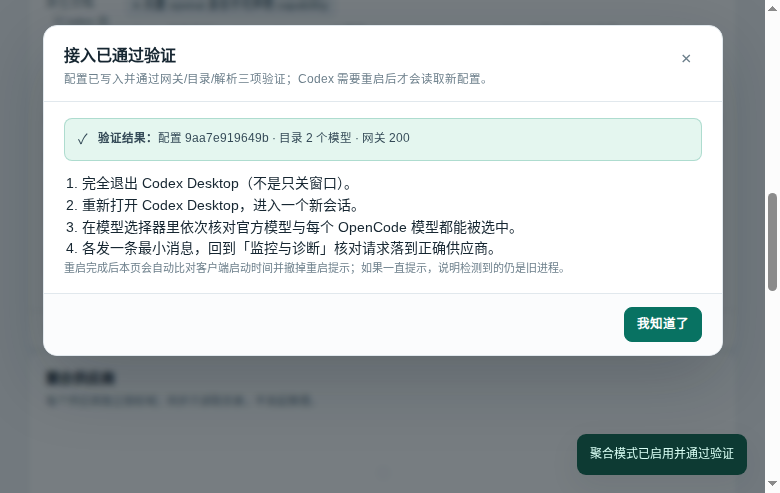 接入已通过验证
配置已写入并通过网关/目录/解析三项验证；Codex 需要重启后才会读取新配置。
×
✓ 验证结果：配置 9aa7e919649b · 目录 2 个模型 · 网关 200
1. 完全退出 Codex Desktop（不是只关窗口）。
2. 重新打开 Codex Desktop，进入一个新会话。
3. 在模型选择器里依次核对官方模型与每个 OpenCode 模型都能被选中。
4. 各发一条最小消息，回到「监控与诊断」核对请求落到正确供应商。
重启完成后本页会自动比对客户端启动时间并撤掉重启提示；如果一直提示，说明检测到的仍是旧进程。
我知道了
聚合模式已启用并通过验证